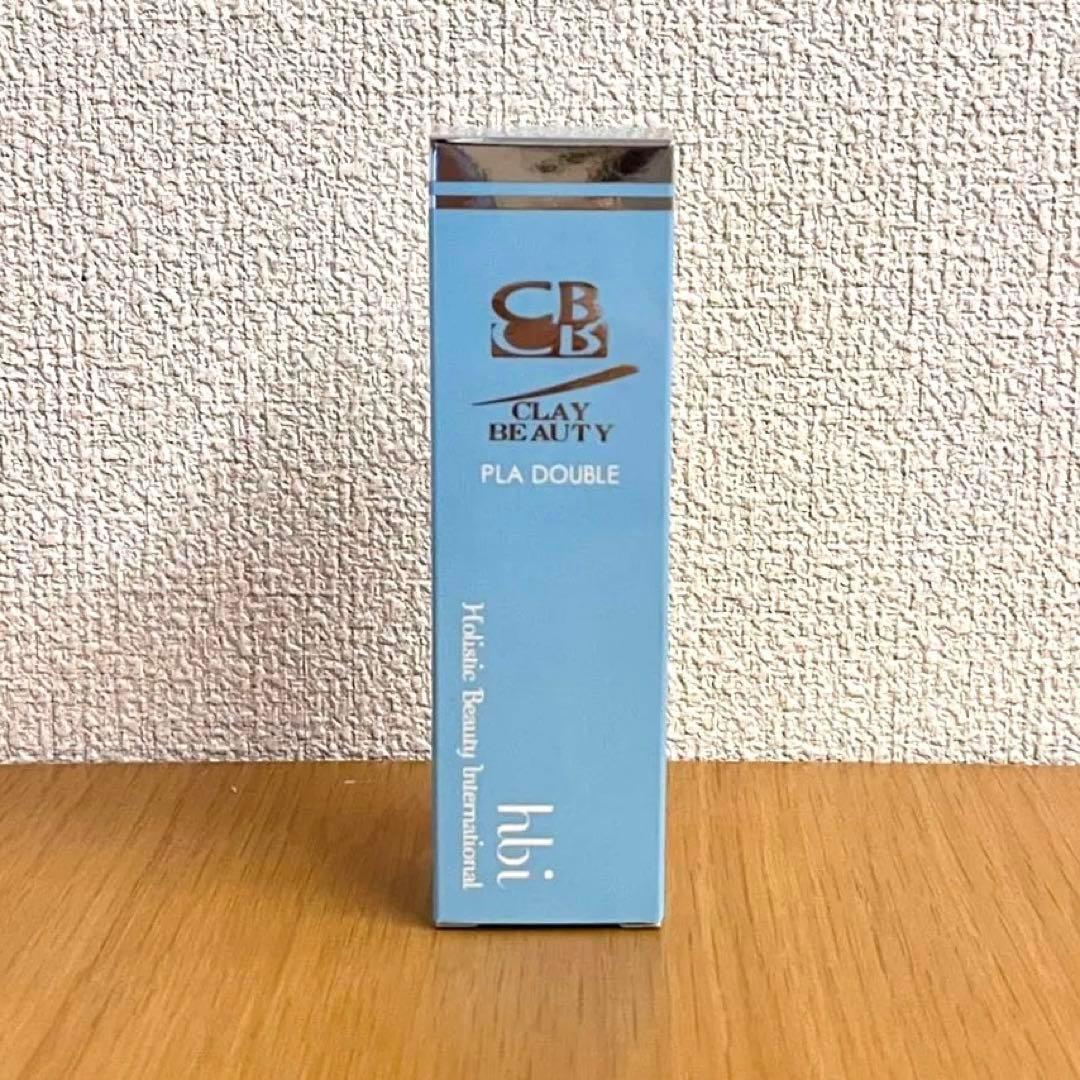 CB
CLAY
BEAUTY
PLA DOUBLE
Holistic Beauty International
hbi